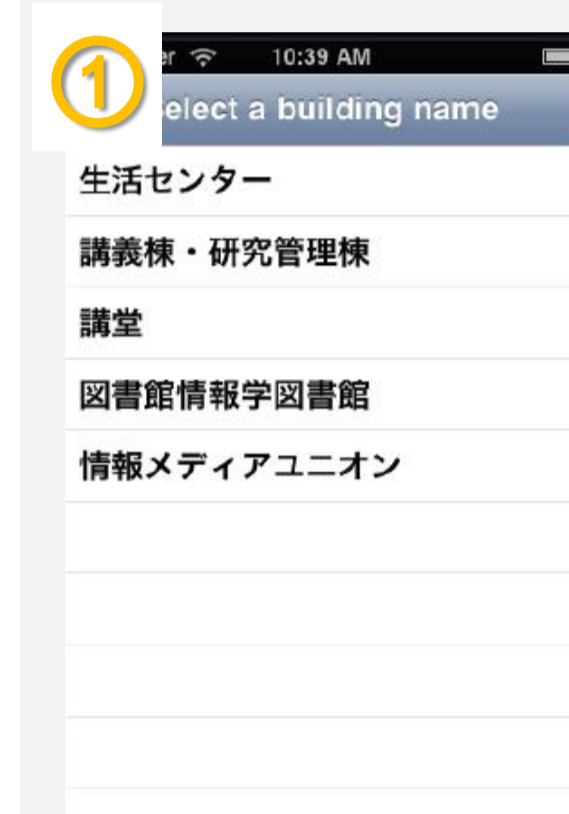 ①
er 10:39 AM
elect a building name
生活センター
講義棟・研究管理棟
講堂
図書館情報学図書館
情報メディアユニオン